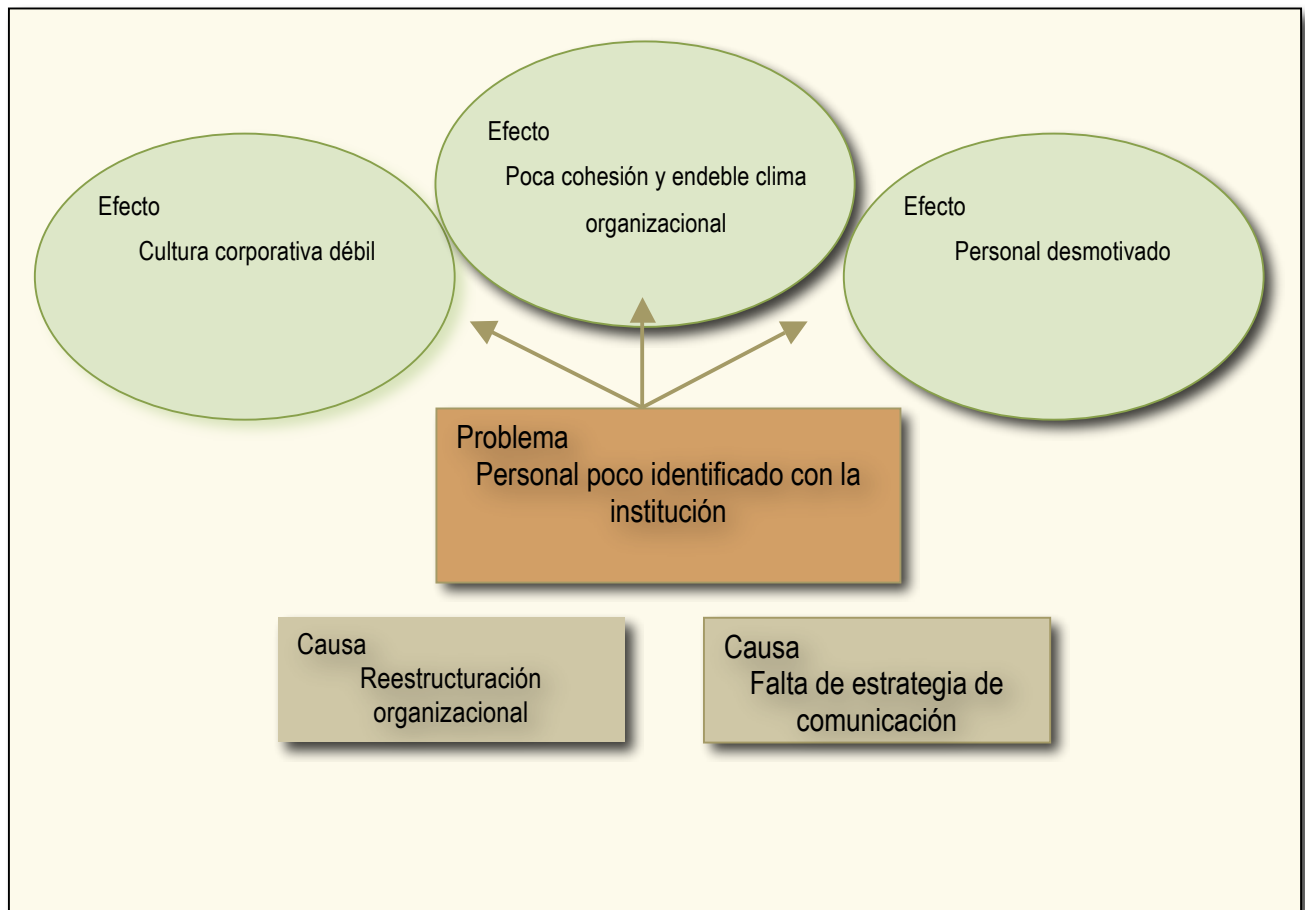 Efecto
Cultura corporativa débil
Efecto
Poca cohesión y endeble clima
organizacional
Efecto
Personal desmotivado
Problema
Personal poco identificado con la
institución
Causa
Reestructuración
organizacional
Causa
Falta de estrategia de
comunicación